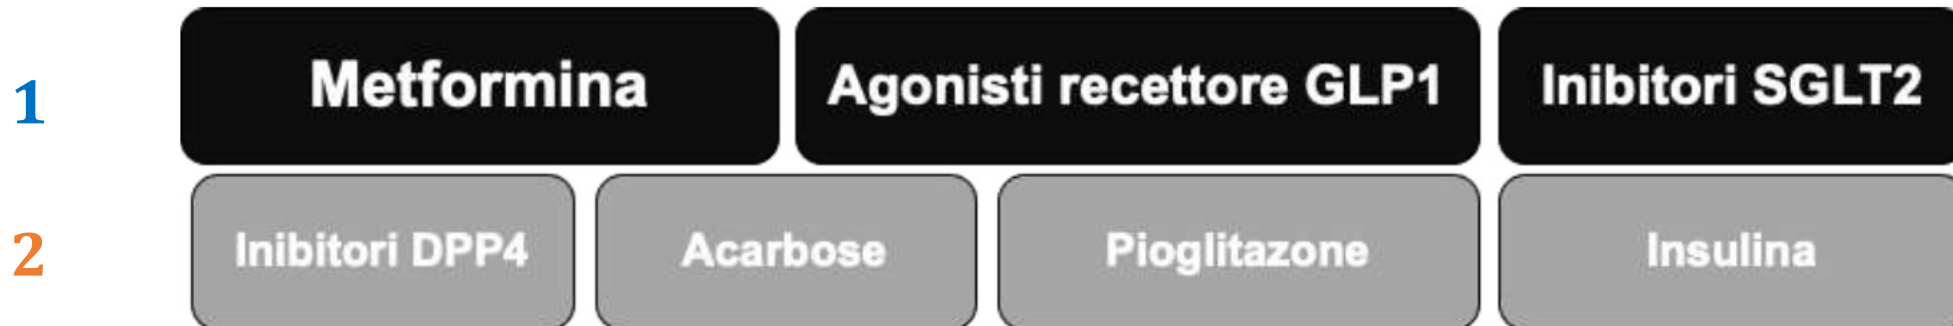 1 Metformina Agonisti recettore GLP1 Inibitori SGLT2
2 Inibitori DPP4 Acarbose Pioglitazone Insulina